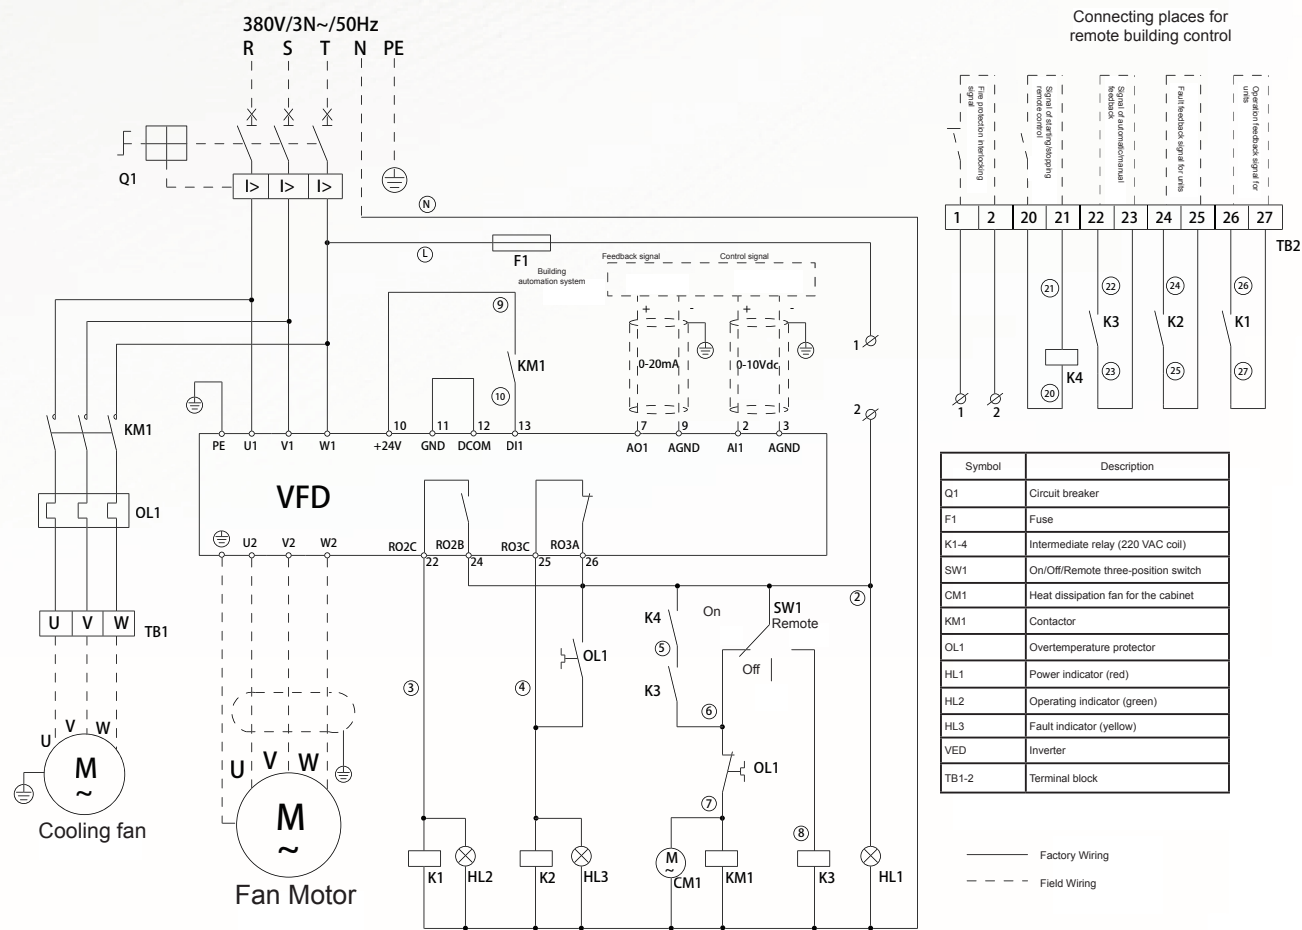 380V/3N~/50Hz
R S T N PE
Connecting places for
remote building control
Fire protection interlocking
signal
Signal of starting/stopping
remote control
Signal of automatic/manual
feedback
Fault feedback signal for units
Operation feedback signal for
units
Q1
I> I> I>
N
L
F1
1 2 20 21 22 23 24 25 26 27
TB2
Building
automation system
Feedback signal
Control signal
+ - + -
0-20mA
0-10Vdc
9
KM1
10
1
2
21
K4
20
22
K3
23
24
K2
25
26
K1
27
1 2
KM1
OL1
U V W
TB1
U V W
M
~
Cooling fan
10 11 12 13 7 9 2 3
PE U1 V1 W1 +24V GND DCOM DI1 AO1 AGND AI1 AGND
VFD
U2 V2 W2 RO2C RO2B RO3C RO3A
22 24 25 26
U V W
M
~
Fan Motor
3
4
OL1
K4
5
K3
On
SW1
Remote
Off
2
6
OL1
7
8
K1
HL2
K2
HL3
M
~
CM1
KM1
K3
HL1
Symbol Description
Q1 Circuit breaker
F1 Fuse
K1-4 Intermediate relay (220 VAC coil)
SW1 On/Off/Remote three-position switch
CM1 Heat dissipation fan for the cabinet
KM1 Contactor
OL1 Overtemperature protector
HL1 Power indicator (red)
HL2 Operating indicator (green)
HL3 Fault indicator (yellow)
VED Inverter
TB1-2 Terminal block
Factory Wiring
Field Wiring